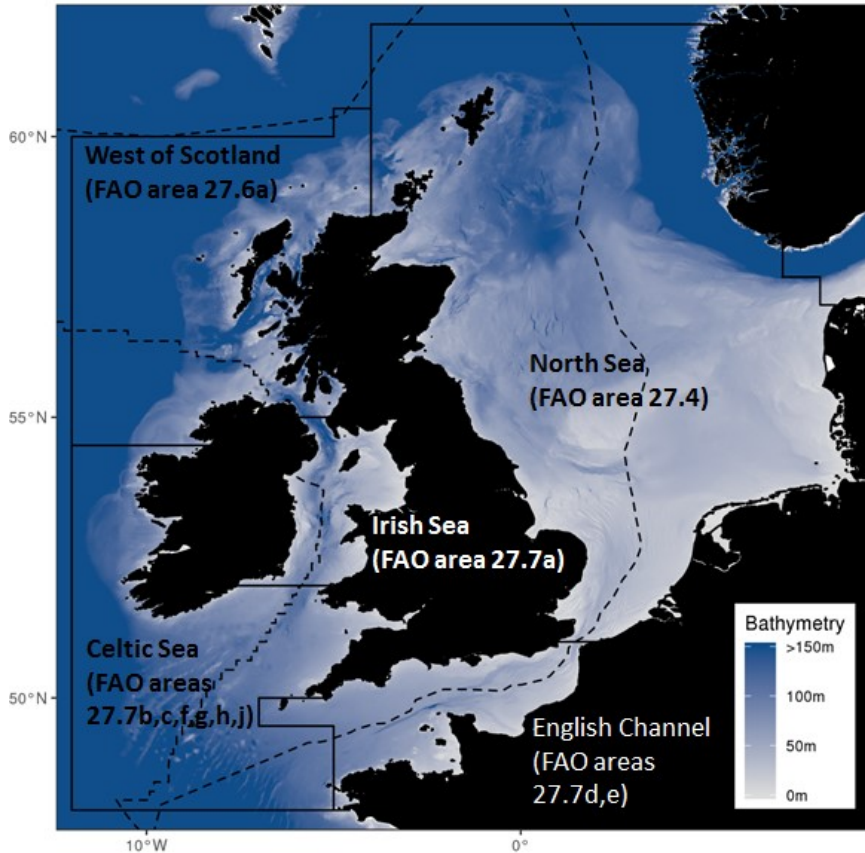 60°N
55°N
50°N
10°W
0°
West of Scotland
(FAO area 27.6a)
North Sea
(FAO area 27.4)
Irish Sea
(FAO area 27.7a)
Celtic Sea
(FAO areas
27.7b,c,f,g,h,j)
English Channel
(FAO areas
27.7d,e)
Bathymetry
>150m
100m
50m
0m